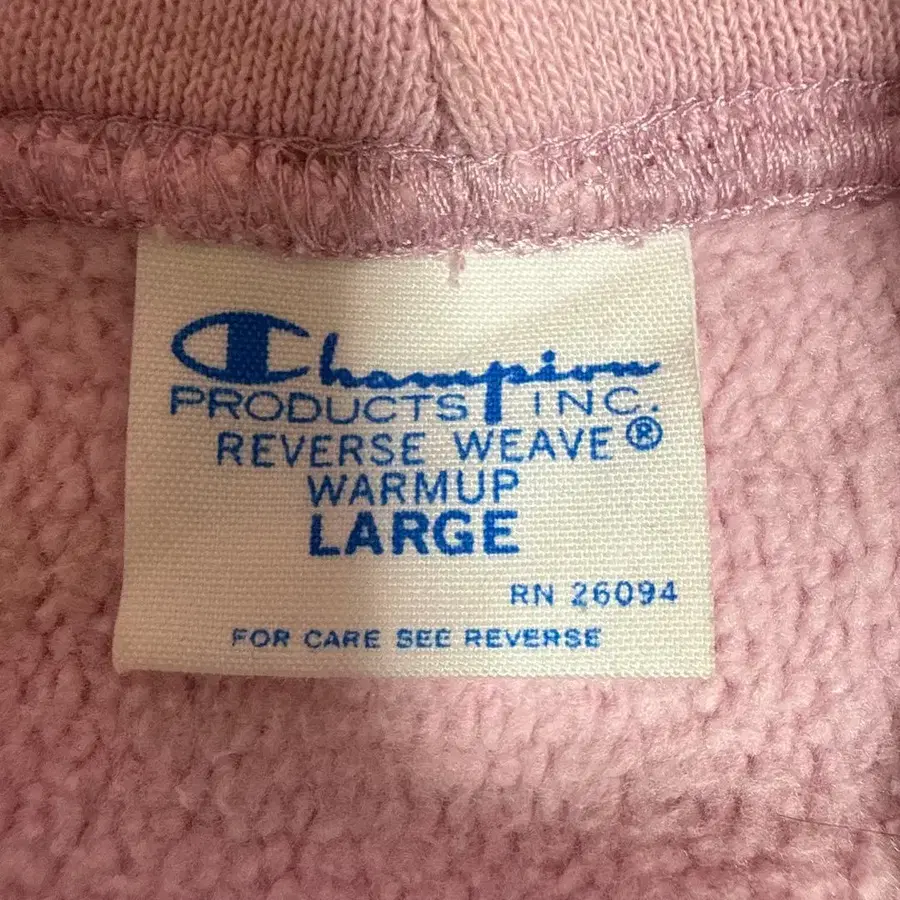 Champion
PRODUCTS INC.
REVERSE WEAVE®
WARMUP
LARGE
RN 26094
FOR CARE SEE REVERSE